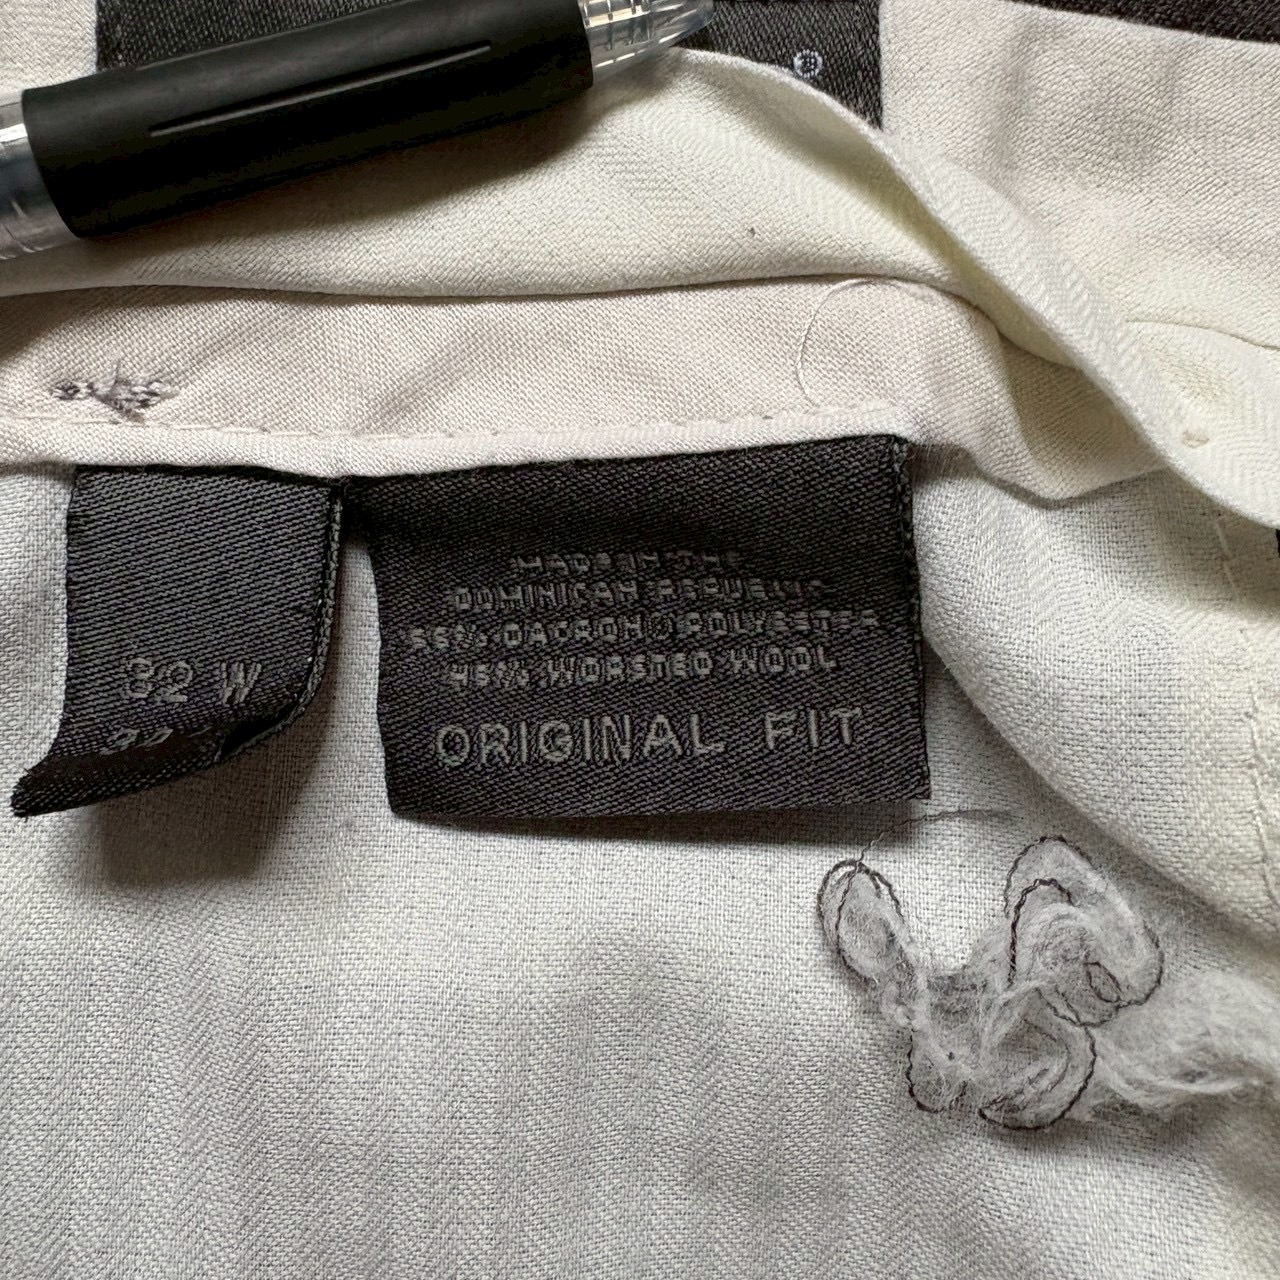 32 W
MADE IN THE
DOMINICAN REPUBLIC
55% DACRON® POLYESTER
45% WORSTED WOOL
ORIGINAL FIT
®